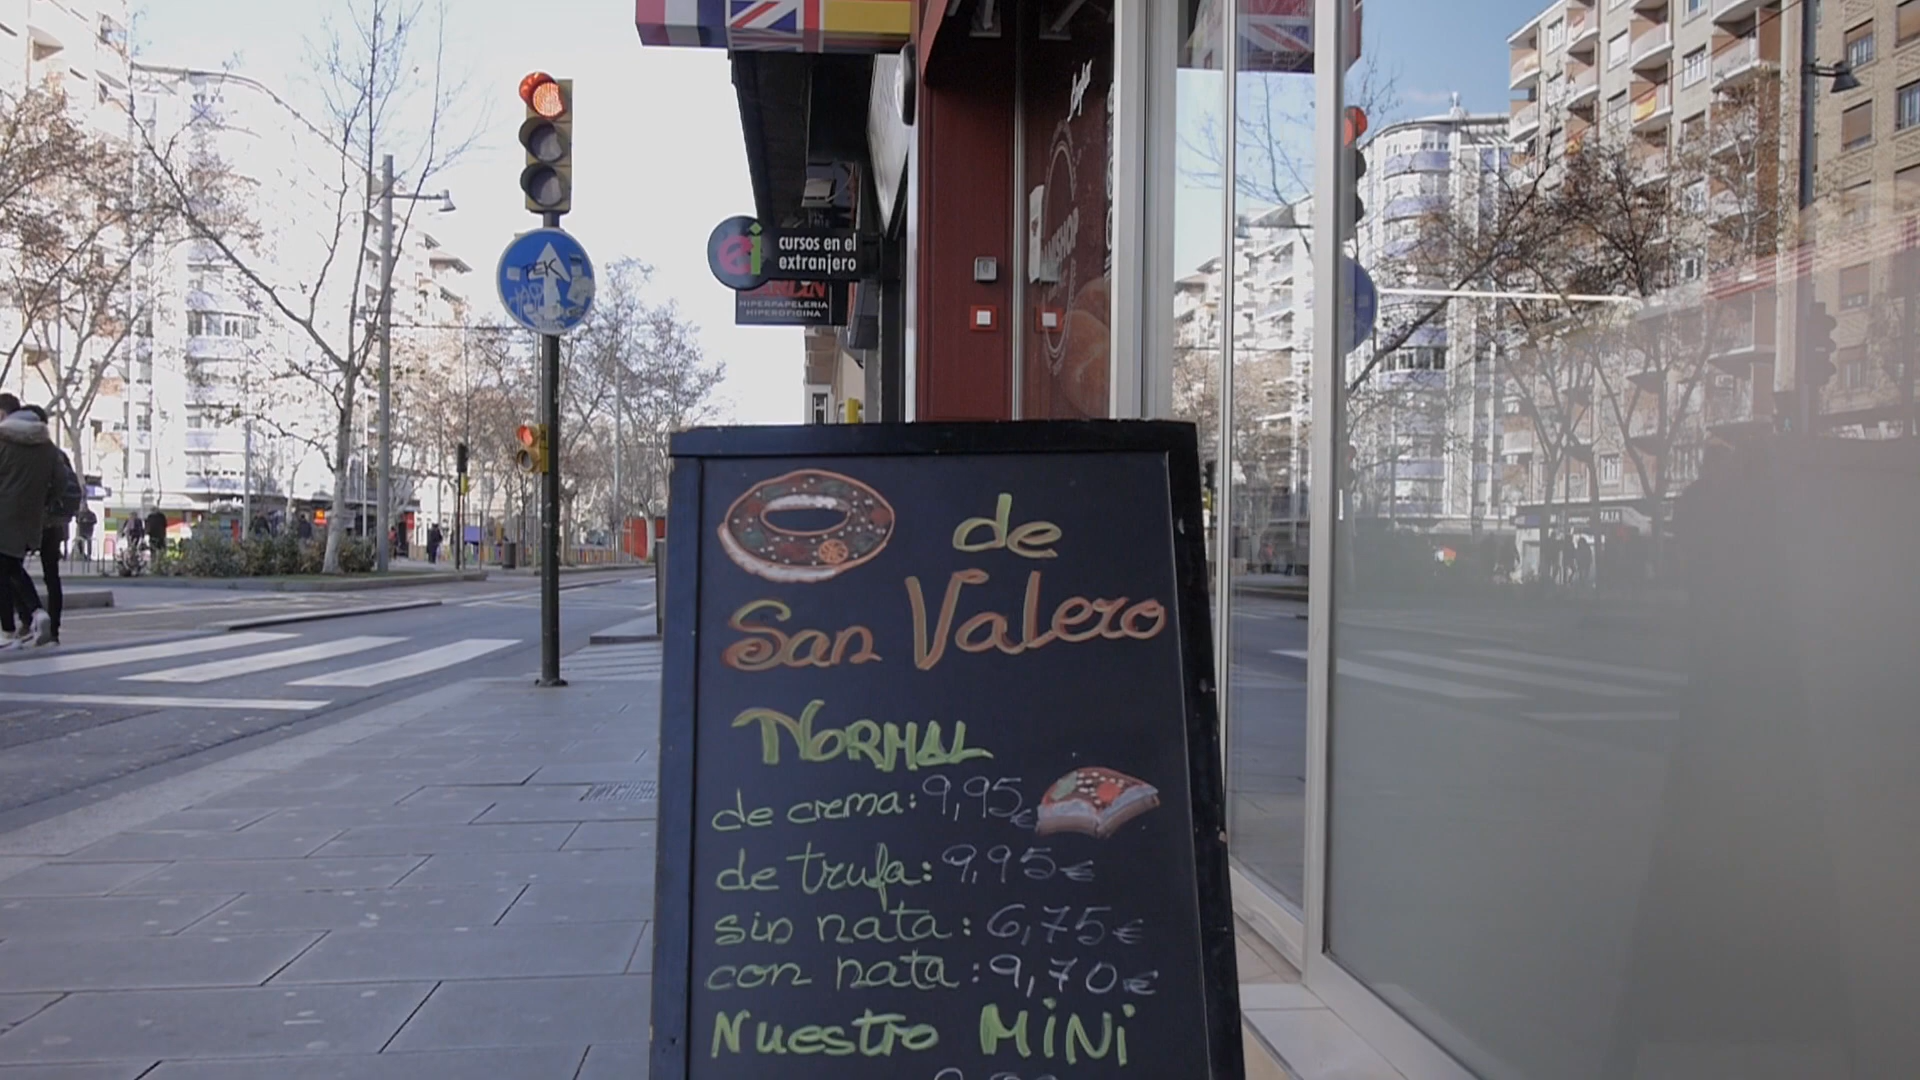 cursos en el
extranjero
HIPERPAPELERIA
HIPEROFICINA
de
San Valero
NORMAL
de crema: 9,95€
de trufa: 9,95€
sin nata: 6,75€
con nata: 9,70€
Nuestro MiNi